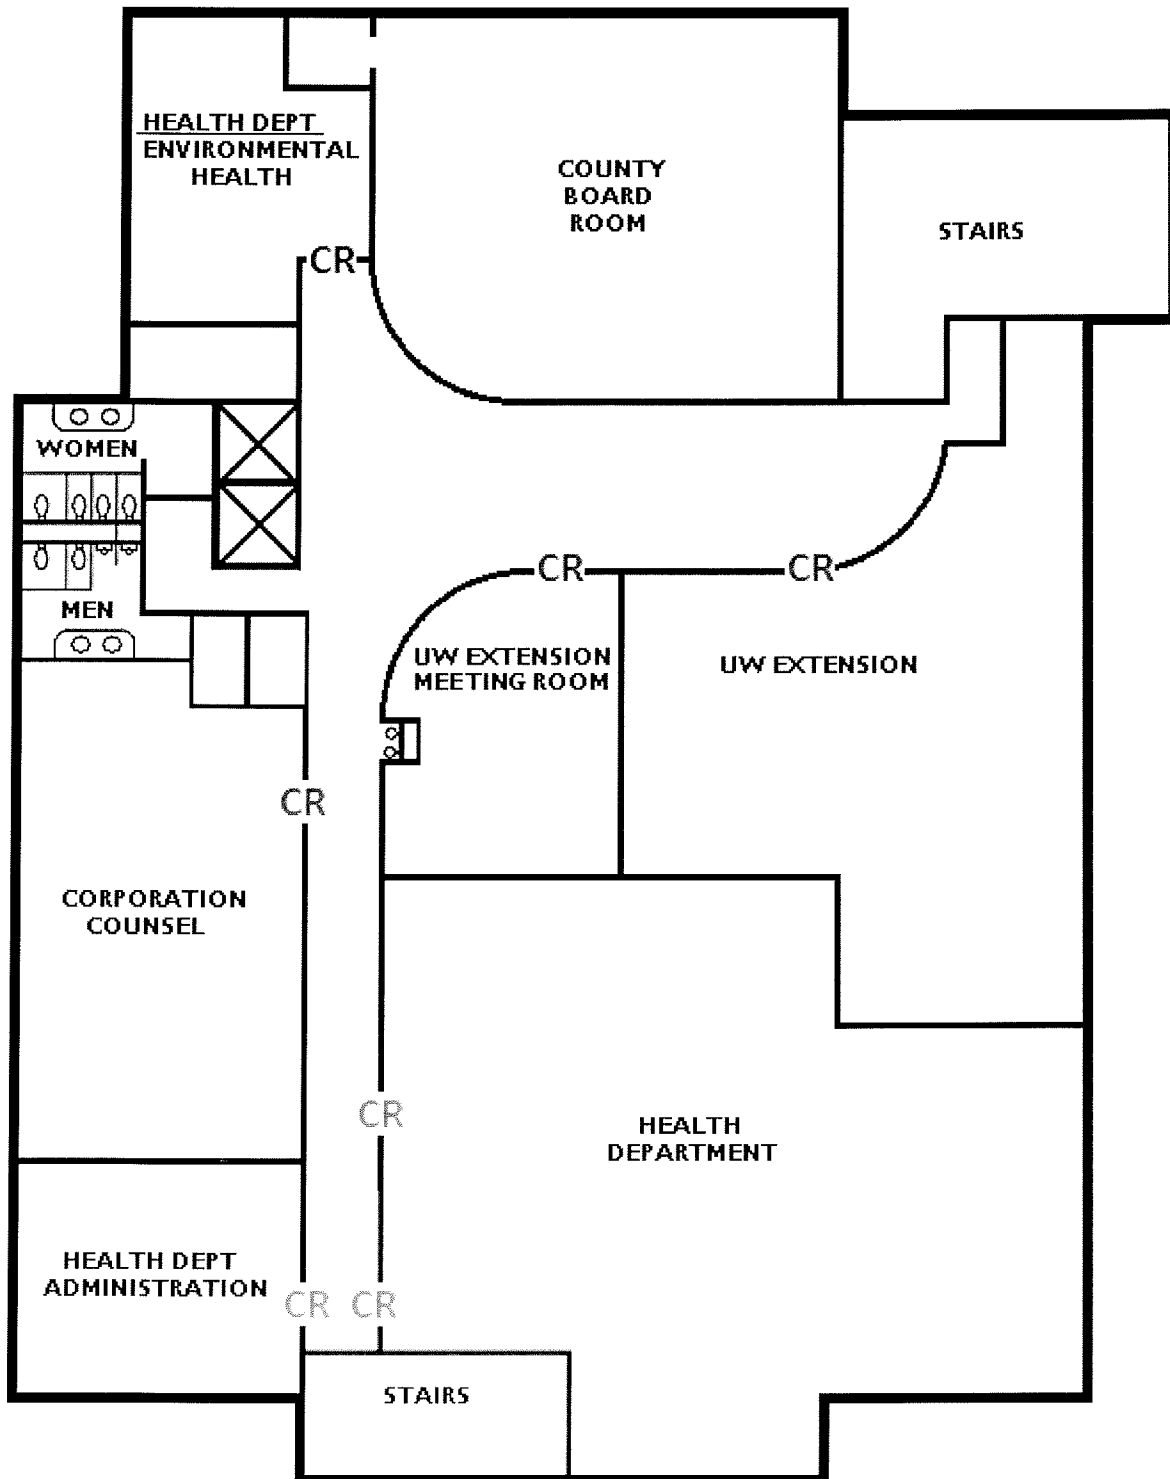 HEALTH DEPT
ENVIRONMENTAL
HEALTH
COUNTY
BOARD
ROOM
STAIRS
CR
WOMEN
CR
CR
MEN
UW EXTENSION
MEETING ROOM
UW EXTENSION
CR
CORPORATION
COUNSEL
CR
HEALTH
DEPARTMENT
HEALTH DEPT
ADMINISTRATION
CR
CR
STAIRS